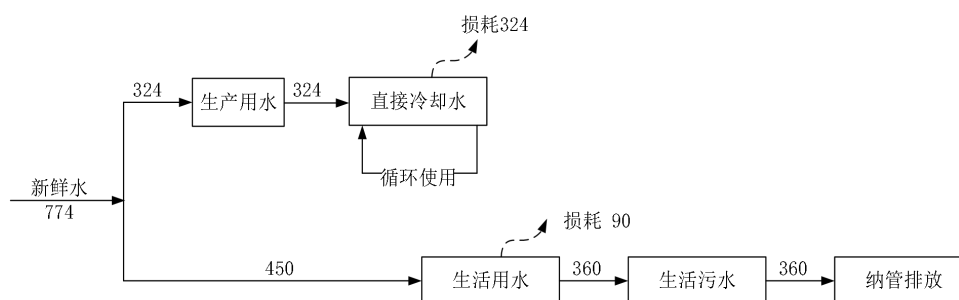 损耗324
324
生产用水
324
直接冷却水
循环使用
新鲜水
774
损耗 90
450
生活用水
360
生活污水
360
纳管排放